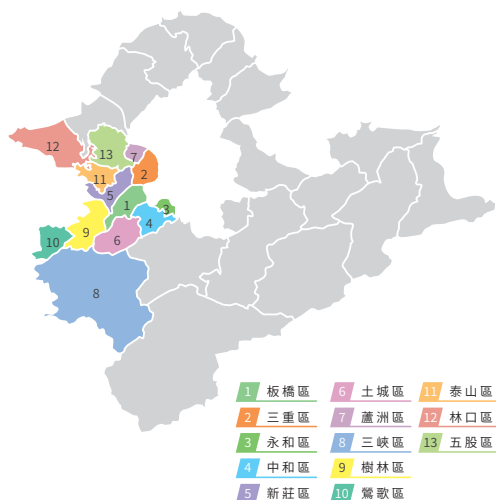 12
13
7
2
11
5
1
3
4
9
6
10
8
1 板橋區
2 三重區
3 永和區
4 中和區
5 新莊區
6 土城區
7 蘆洲區
8 三峽區
9 樹林區
10 鶯歌區
11 泰山區
12 林口區
13 五股區